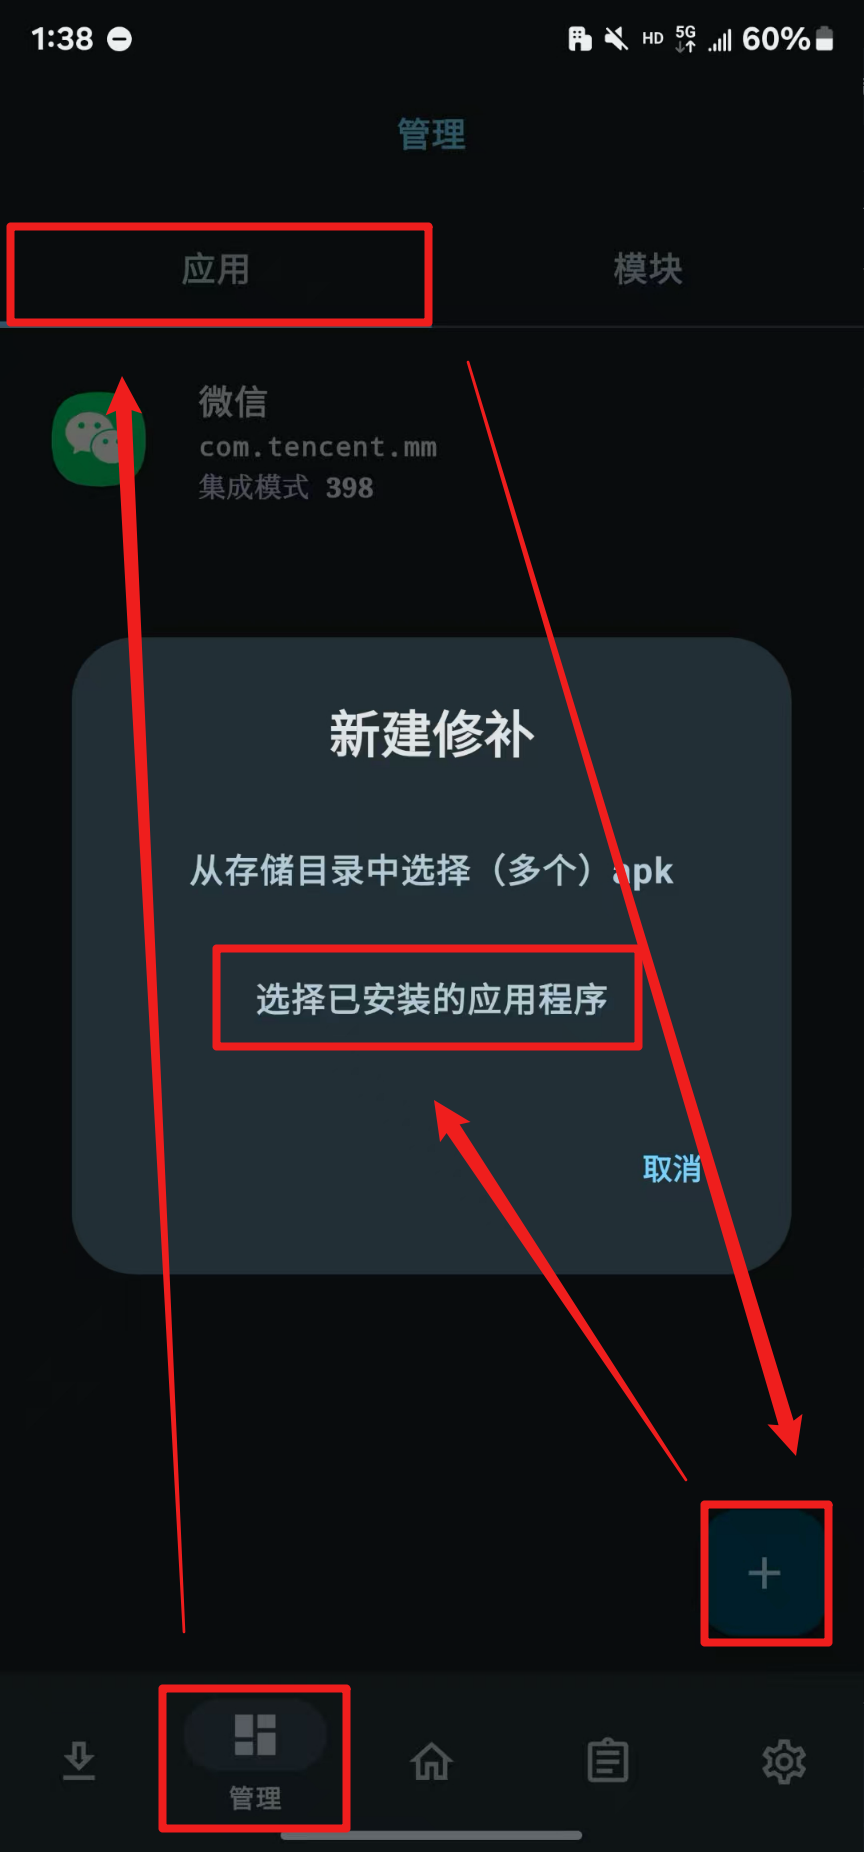 1:38 HD 5G 60%
管理
应用 模块
微信
com.tencent.mm
集成模式 398
新建修补
从存储目录中选择（多个）apk
选择已安装的应用程序
取消
管理